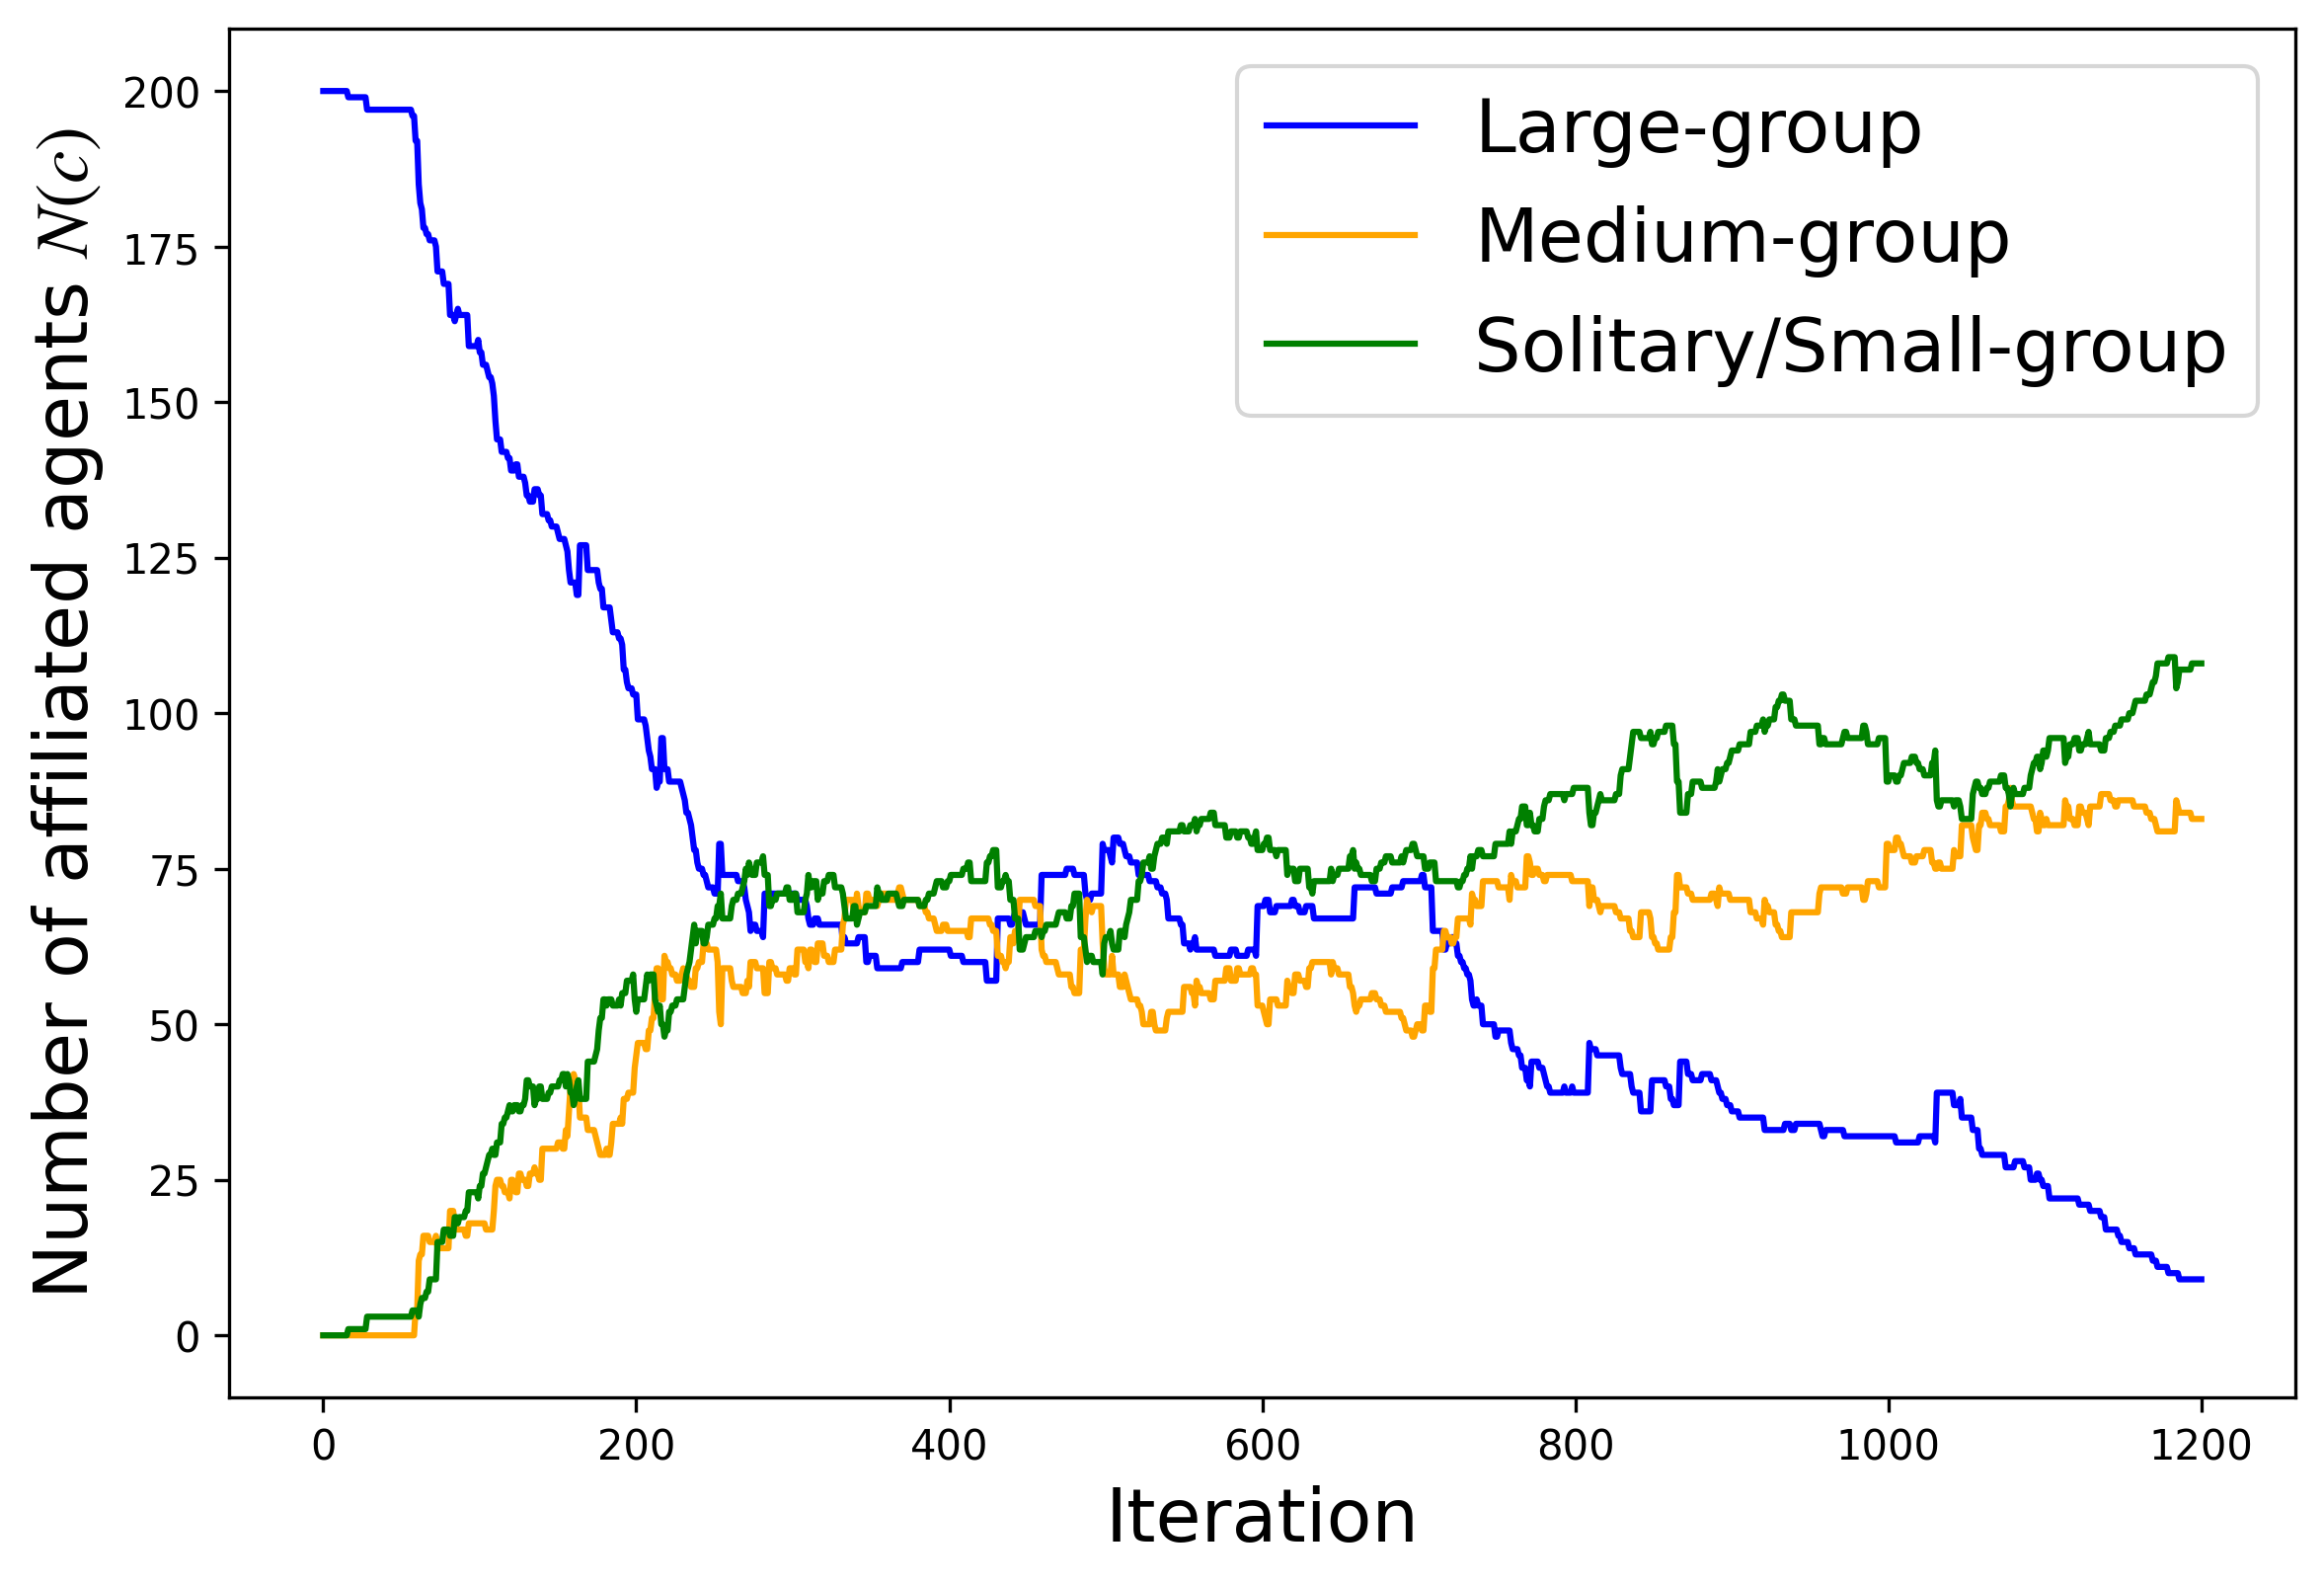 Number of affiliated agents N(c)
200
175
150
125
100
75
50
25
0
Large-group
Medium-group
Solitary/Small-group
0 200 400 600 800 1000 1200
Iteration